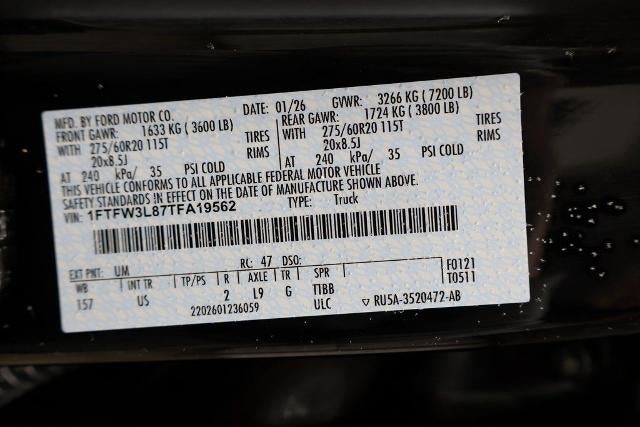 MFD. BY FORD MOTOR CO. DATE: 01/26 GVWR: 3266 KG ( 7200 LB)
FRONT GAWR: 1633 KG ( 3600 LB) REAR GAWR: 1724 KG ( 3800 LB)
WITH 275/60R20 115T TIRES WITH 275/60R20 115T TIRES
20x8.5J RIMS 20x8.5J RIMS
AT 240 kPa/ 35 PSI COLD AT 240 kPa/ 35 PSI COLD
THIS VEHICLE CONFORMS TO ALL APPLICABLE FEDERAL MOTOR VEHICLE
SAFETY STANDARDS IN EFFECT ON THE DATE OF MANUFACTURE SHOWN ABOVE.
VIN: 1FTFW3L87TFA19562 TYPE: Truck
EXT PNT: UM RC: 47 DSO: F0121
WB INT TR TP/PS R AXLE TR SPR T0511
157 US 2 L9 G TTBB
2202601236059 ULC ▽ RU5A-3520472-AB